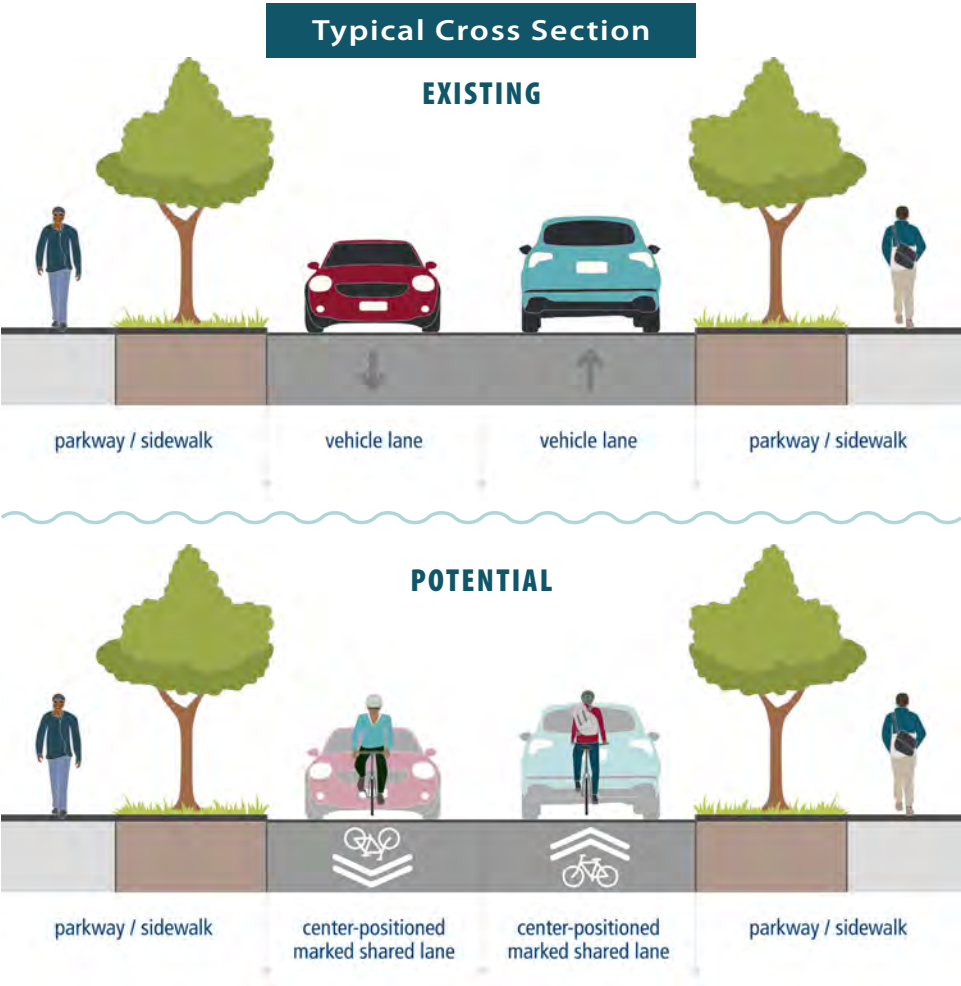 Typical Cross Section
EXISTING
parkway / sidewalk
vehicle lane
vehicle lane
parkway / sidewalk
POTENTIAL
parkway / sidewalk
center-positioned
marked shared lane
center-positioned
marked shared lane
parkway / sidewalk